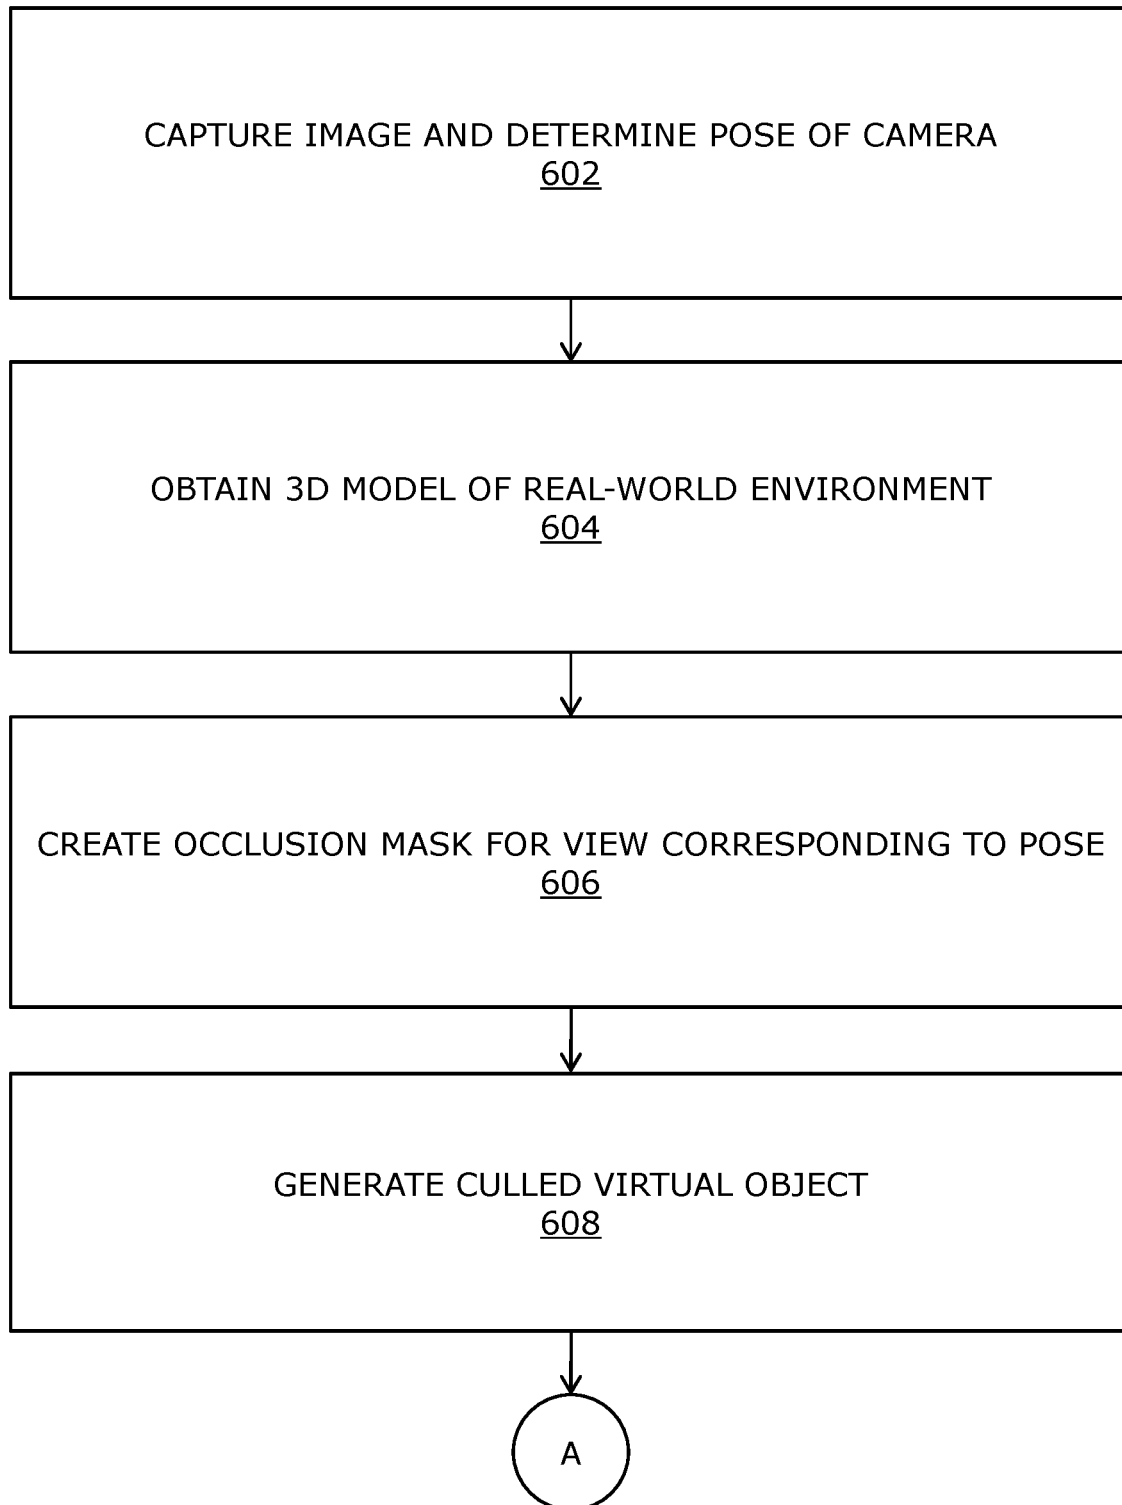 CAPTURE IMAGE AND DETERMINE POSE OF CAMERA
602
OBTAIN 3D MODEL OF REAL-WORLD ENVIRONMENT
604
CREATE OCCLUSION MASK FOR VIEW CORRESPONDING TO POSE
606
GENERATE CULLED VIRTUAL OBJECT
608
A